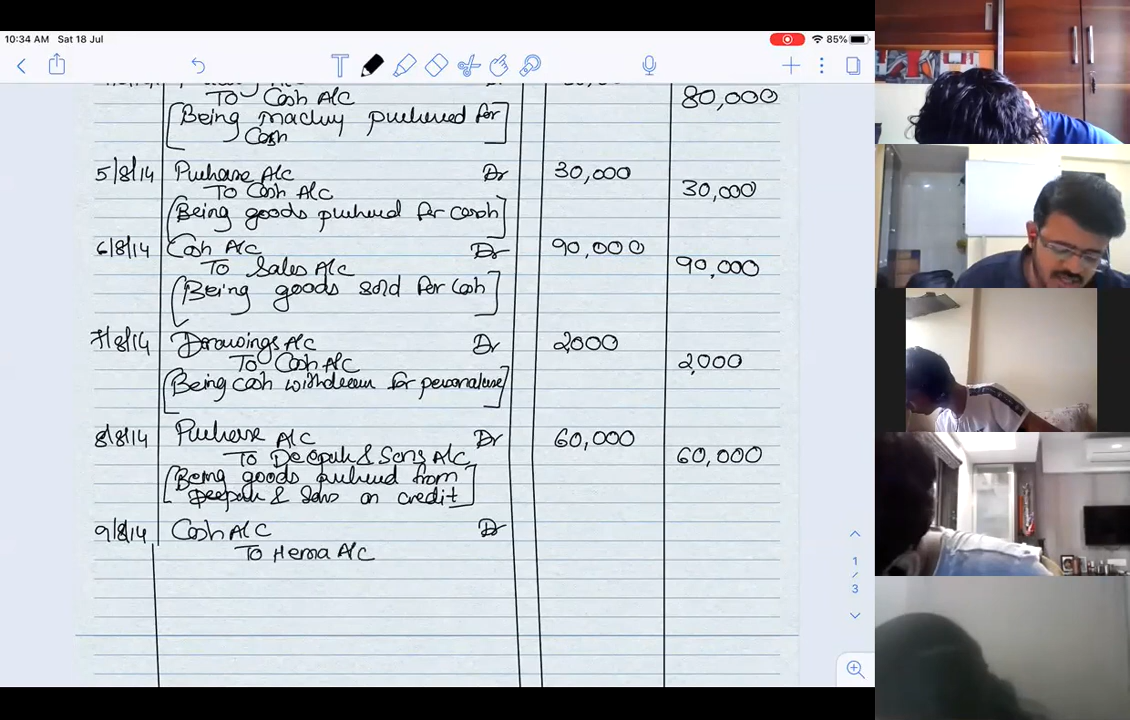 10:34 AM Sat 18 Jul
85%
T
To Cash A/c
80,000
[Being machy purchased for
Cash]
5/8/14 Purchase A/c Dr 30,000
To Cash A/c 30,000
[Being goods purchased for cash]
6/8/14 Cash A/c Dr 90,000
To Sales A/c 90,000
[Being goods sold for Cash]
7/8/14 Drawings A/c Dr 2000
To Cash A/c 2,000
[Being cash withdrawn for personal use]
8/8/14 Purchase A/c Dr 60,000
To Deepak & Sons A/c 60,000
[Being goods purchased from
Deepak & Sons on credit]
9/8/14 Cash A/c Dr
To Hema A/c
1
/
3